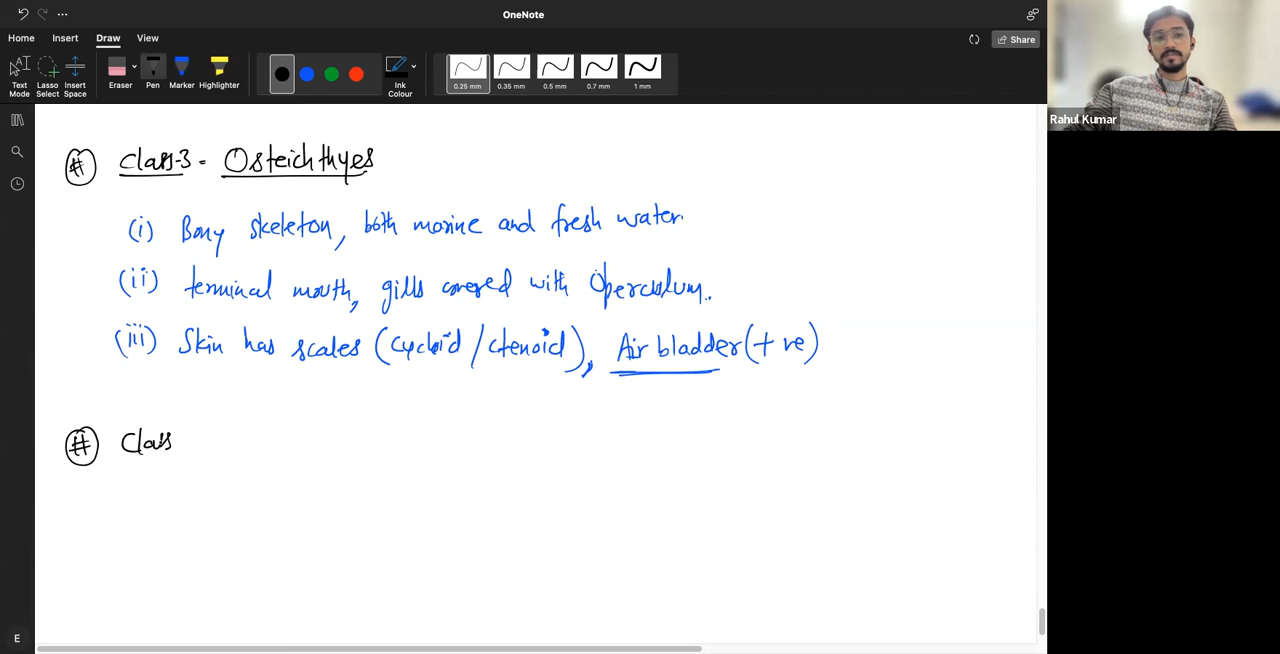 OneNote
Home Insert Draw View
Share
Text Mode
Lasso Select
Insert Space
Eraser
Pen
Marker
Highlighter
Ink Colour
0.25 mm
0.35 mm
0.5 mm
0.7 mm
1 mm
Rahul Kumar
# Class-3 - Osteichthyes
(i) Bony skeleton, both marine and fresh water.
(ii) terminal mouth, gills covered with Operculum.
(iii) Skin has scales (cycloid/ctenoid), Air bladder (+ve)
# Class
E